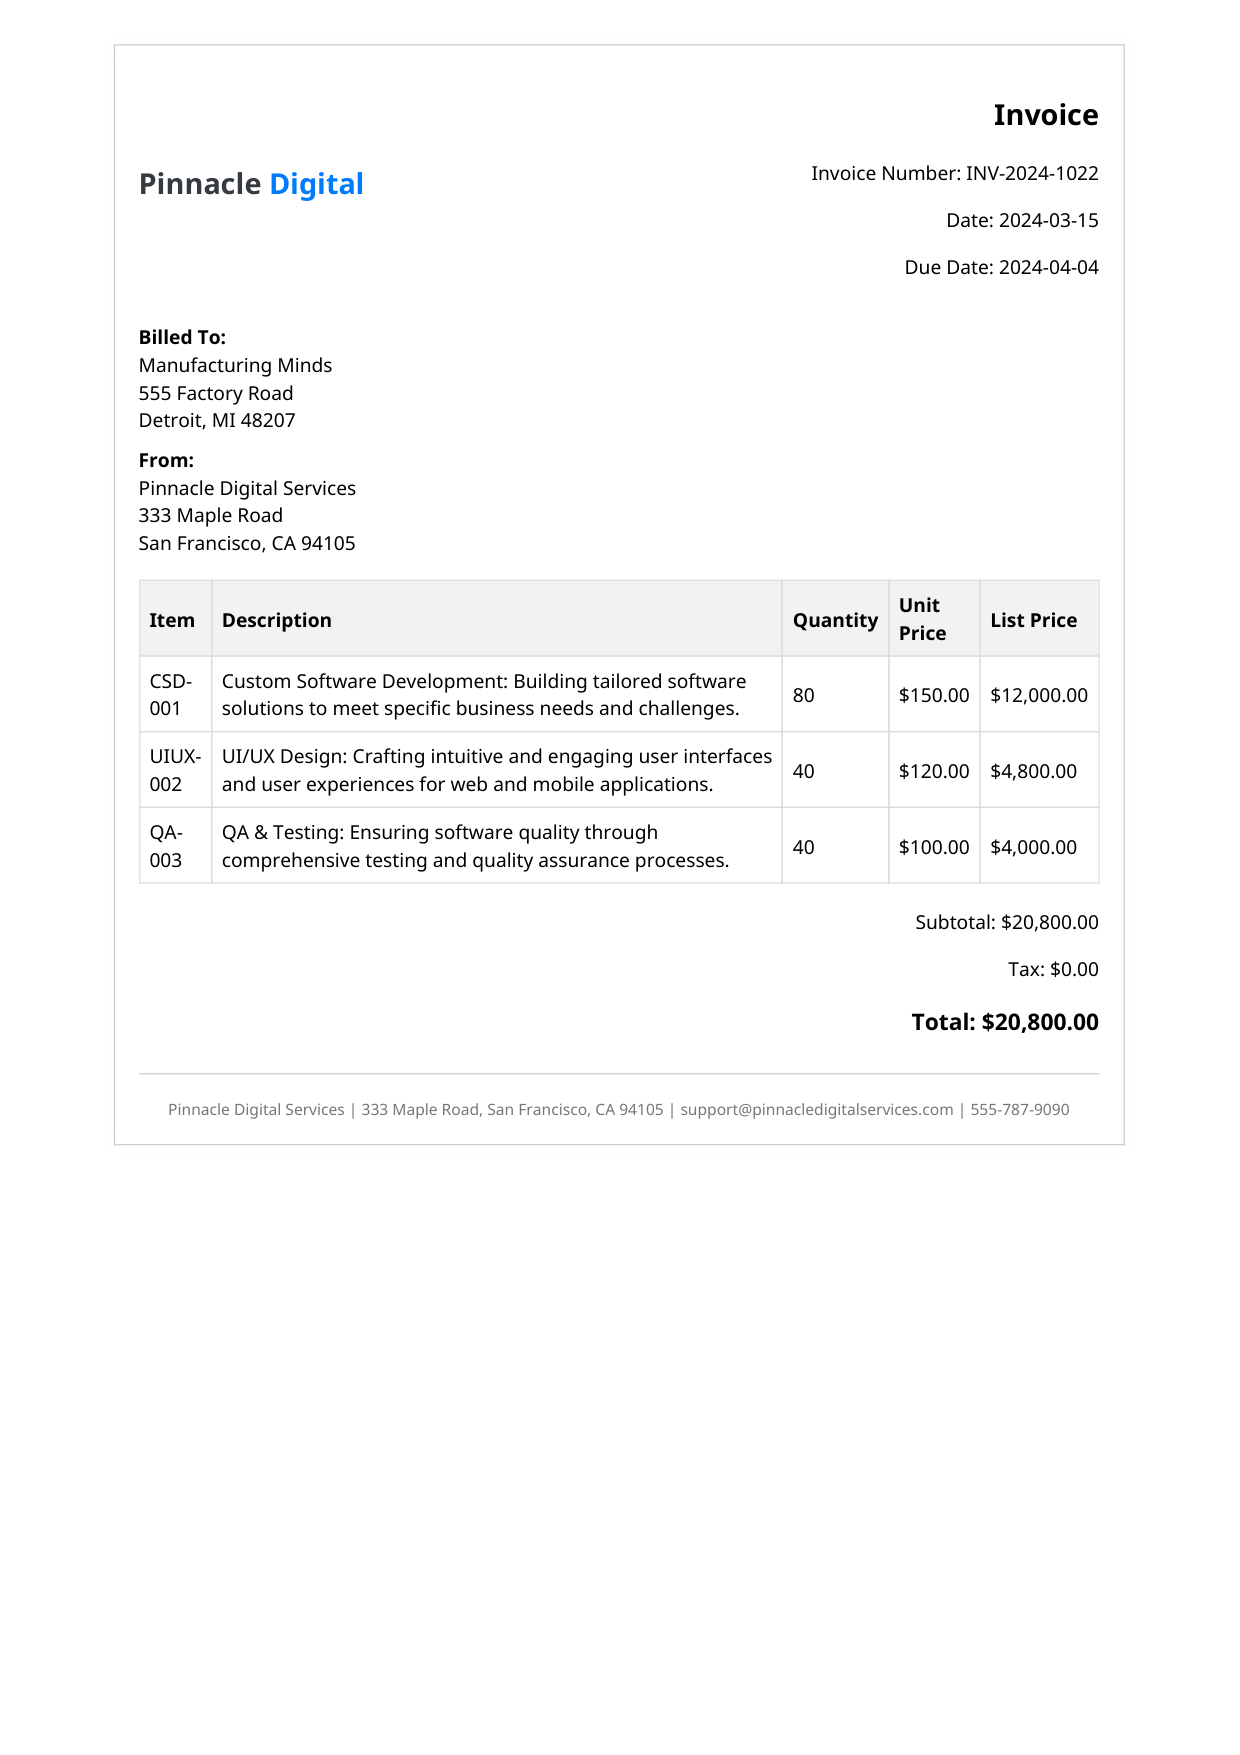 Invoice
Pinnacle Digital
Invoice Number: INV-2024-1022
Date: 2024-03-15
Due Date: 2024-04-04
Billed To:
Manufacturing Minds
555 Factory Road
Detroit, MI 48207
From:
Pinnacle Digital Services
333 Maple Road
San Francisco, CA 94105
Item Description Quantity Unit Price List Price
CSD-001 Custom Software Development: Building tailored software
solutions to meet specific business needs and challenges. 80 $150.00 $12,000.00
UIUX-002 UI/UX Design: Crafting intuitive and engaging user interfaces
and user experiences for web and mobile applications. 40 $120.00 $4,800.00
QA-003 QA & Testing: Ensuring software quality through
comprehensive testing and quality assurance processes. 40 $100.00 $4,000.00
Subtotal: $20,800.00
Tax: $0.00
Total: $20,800.00
Pinnacle Digital Services | 333 Maple Road, San Francisco, CA 94105 | support@pinnacledigitalservices.com | 555-787-9090